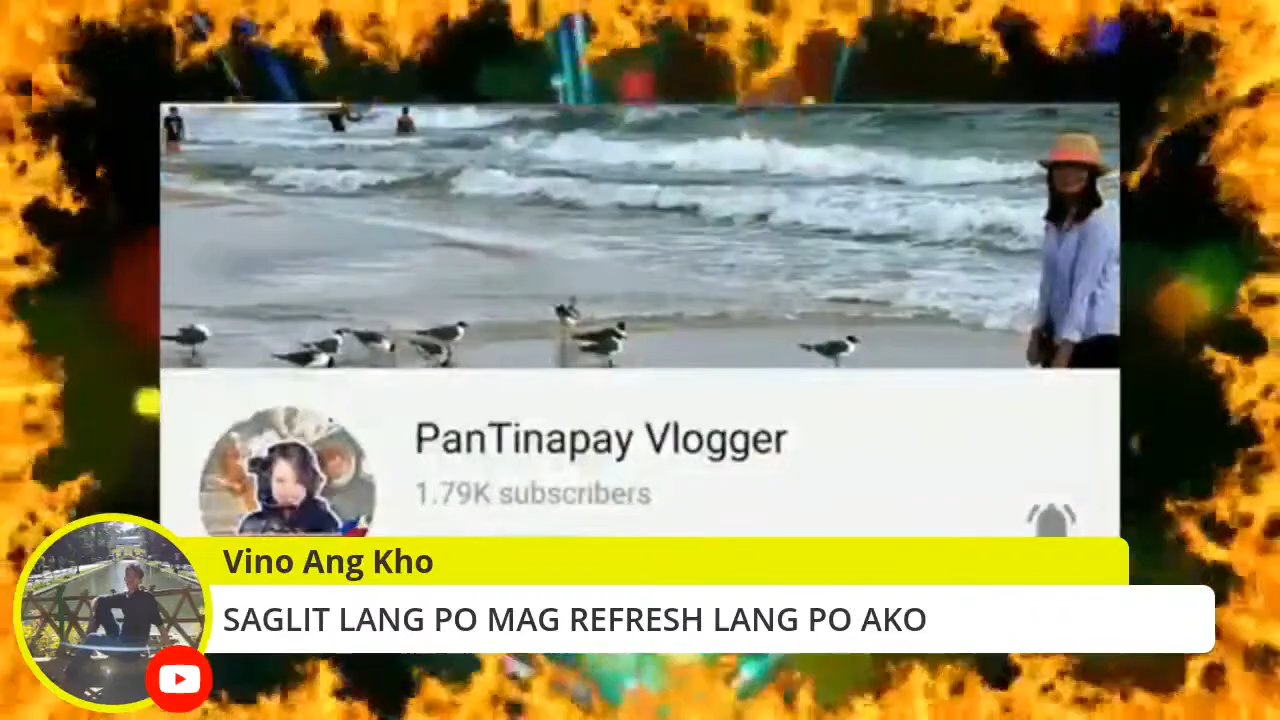 PanTinapay Vlogger
1.79K subscribers
Vino Ang Kho
SAGLIT LANG PO MAG REFRESH LANG PO AKO